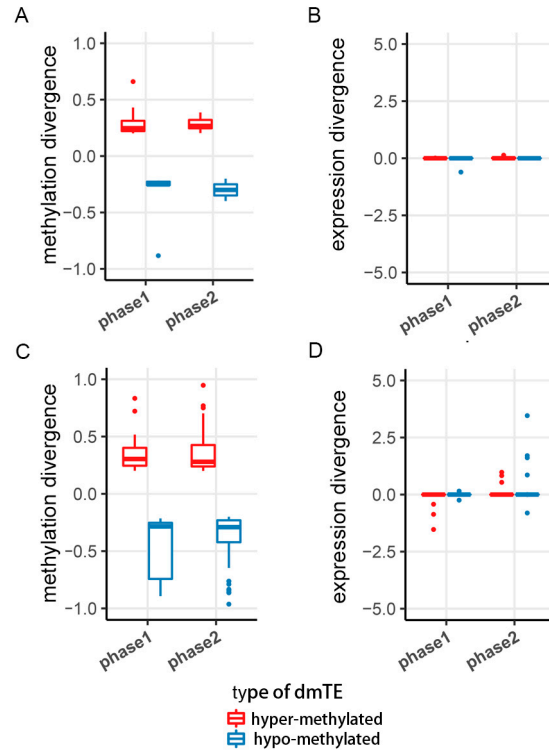 A
methylation divergence
1.0
0.5
0.0
−0.5
−1.0
phase1
phase2
B
expression divergence
5.0
2.5
0.0
−2.5
−5.0
phase1
phase2
C
methylation divergence
1.0
0.5
0.0
−0.5
−1.0
phase1
phase2
D
expression divergence
5.0
2.5
0.0
−2.5
−5.0
phase1
phase2
type of dmTE
hyper-methylated
hypo-methylated